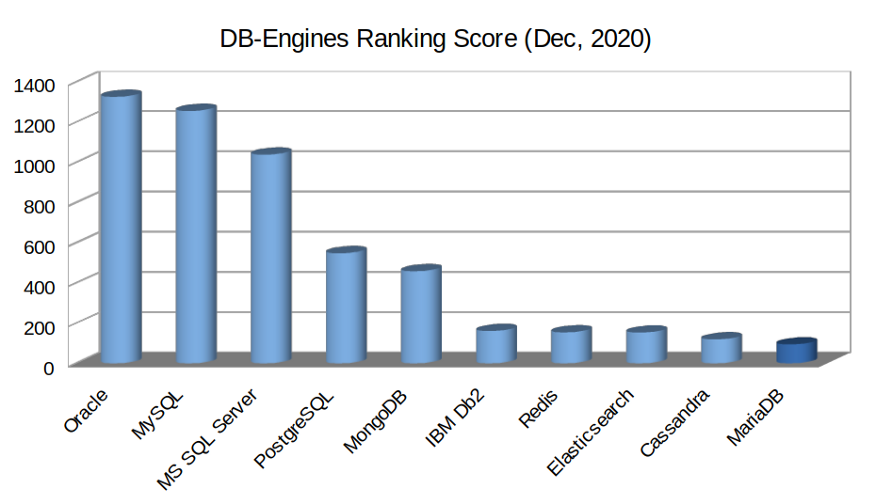 DB-Engines Ranking Score (Dec, 2020)
1400
1200
1000
800
600
400
200
0
Oracle
MySQL
MS SQL Server
PostgreSQL
MongoDB
IBM Db2
Redis
Elasticsearch
Cassandra
MariaDB